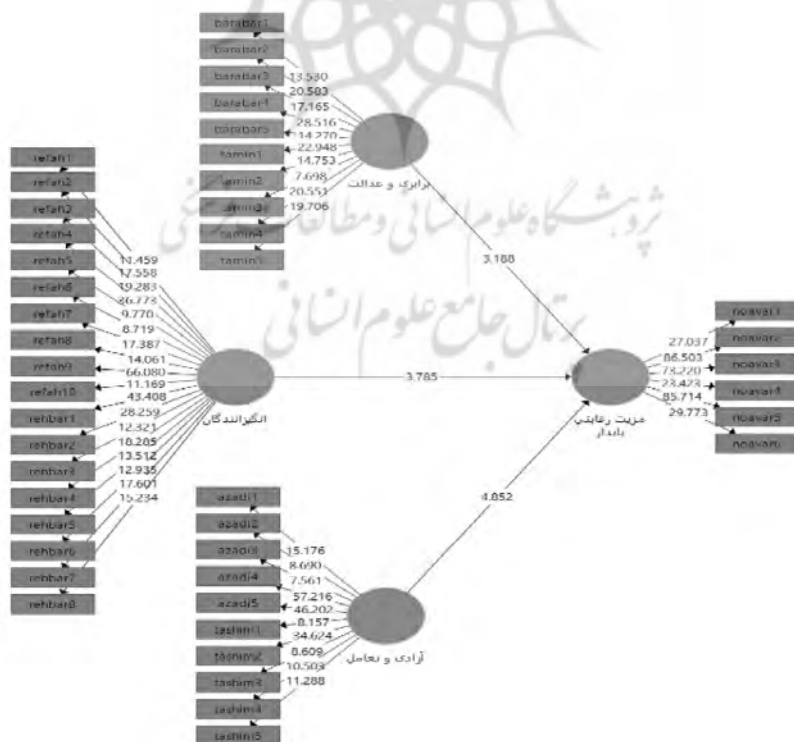 barabar1
barabar2
barabar3
barabar4
barabar5
tamin1
tamin2
tamin3
tamin4
tamin5
13.530
20.583
17.165
28.516
14.270
22.948
14.753
7.698
20.551
19.706
برابری و عدالت
پژوهشگاه علوم انسانی و مطالعات فرهنگی
پرتال جامع علوم انسانی
refah1
refah2
refah3
refah4
refah5
refah6
refah7
refah8
refah9
refah10
rehbar1
rehbar2
rehbar3
rehbar4
rehbar5
rehbar6
rehbar7
rehbar8
11.459
17.558
19.283
9.770
8.719
17.387
14.061
66.080
11.169
43.408
28.259
12.321
18.285
13.512
12.935
17.601
15.234
انگیزانندگان
3.188
3.785
4.852
مزیت رقابتی
پایدار
noavar1
noavar2
noavar3
noavar4
noavar5
noavar6
27.037
86.503
73.220
23.423
85.714
29.773
azadi1
azadi2
azadi3
azadi4
azadi5
tashim1
tashim2
tashim3
tashim4
tashim5
15.176
8.690
7.561
57.216
46.202
8.157
34.624
8.609
10.503
11.288
آزادی و تعامل